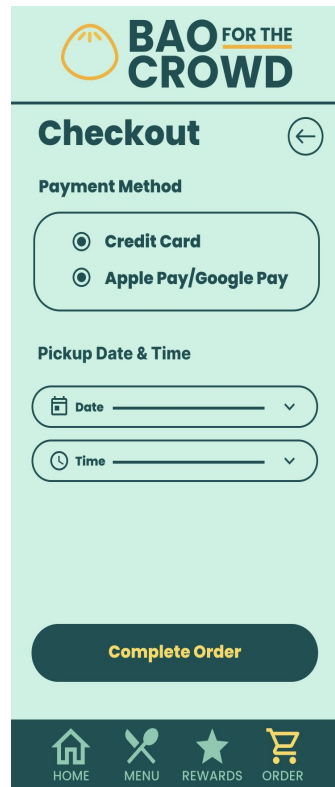 BAO FOR THE
CROWD
Checkout
Payment Method
Credit Card
Apple Pay/Google Pay
Pickup Date & Time
Date
Time
Complete Order
HOME MENU REWARDS ORDER